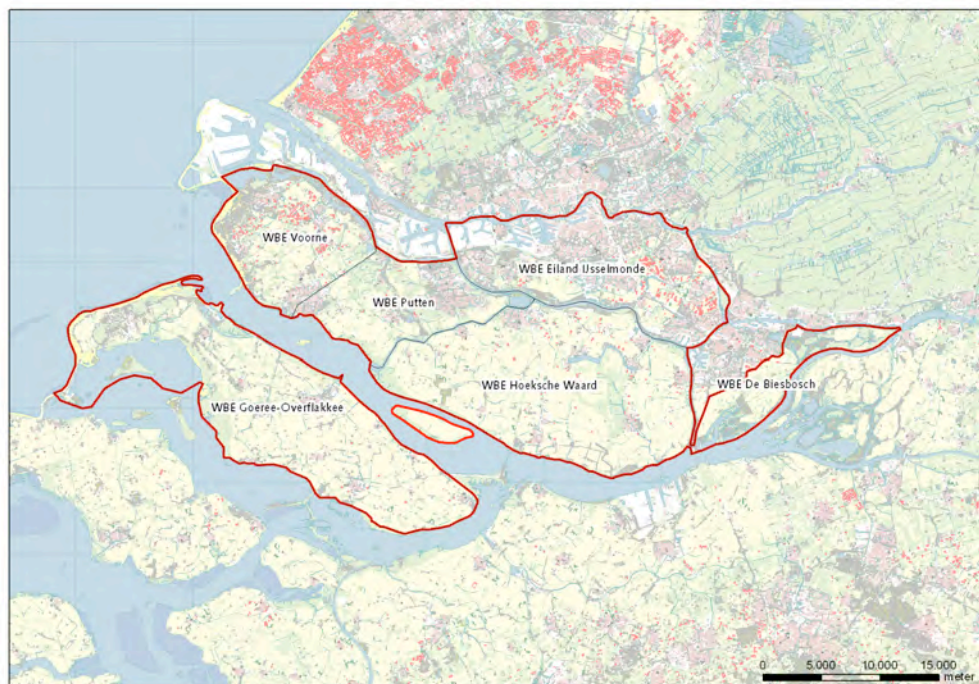 WBE Voorne
WBE Eiland IJsselmonde
WBE Putten
WBE Hoeksche Waard
WBE De Biesbosch
WBE Goeree-Overflakkee
0 5.000 10.000 15.000
meter